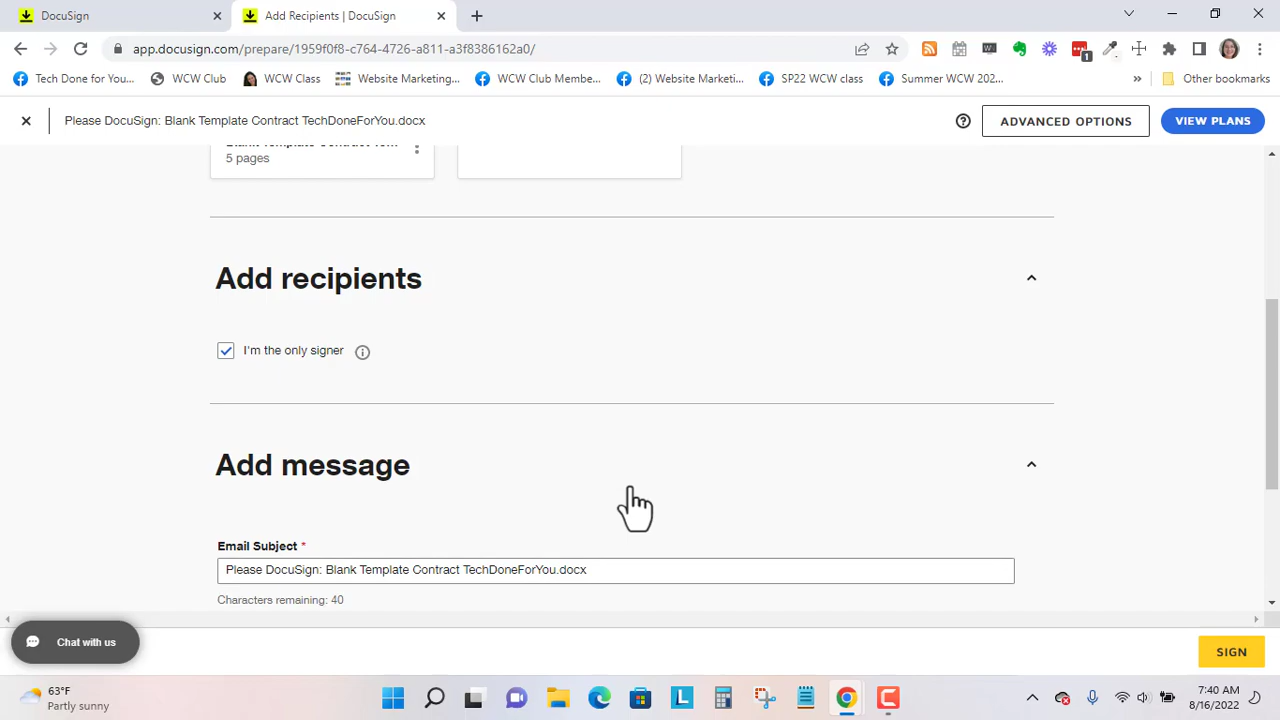 DocuSign
Add Recipients | DocuSign
app.docusign.com/prepare/1959f0f8-c764-4726-a811-a3f8386162a0/
1
Tech Done for You...
WCW Club
WCW Class
Website Marketing...
WCW Club Membe...
(2) Website Marketi...
SP22 WCW class
Summer WCW 202...
»
Other bookmarks
Please DocuSign: Blank Template Contract TechDoneForYou.docx
ADVANCED OPTIONS
VIEW PLANS
5 pages
Add recipients
I'm the only signer
Add message
Email Subject *
Please DocuSign: Blank Template Contract TechDoneForYou.docx
Characters remaining: 40
Chat with us
SIGN
63°F
Partly sunny
7:40 AM
8/16/2022